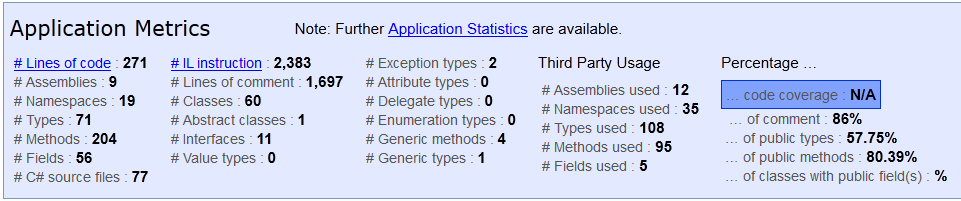 Application Metrics
Note: Further Application Statistics are available.
# Lines of code : 271
# Assemblies : 9
# Namespaces : 19
# Types : 71
# Methods : 204
# Fields : 56
# C# source files : 77
# IL instruction : 2,383
# Lines of comment : 1,697
# Classes : 60
# Abstract classes : 1
# Interfaces : 11
# Value types : 0
# Exception types : 2
# Attribute types : 0
# Delegate types : 0
# Enumeration types : 0
# Generic methods : 4
# Generic types : 1
Third Party Usage
# Assemblies used : 12
# Namespaces used : 35
# Types used : 108
# Methods used : 95
# Fields used : 5
Percentage ...
... code coverage : N/A
... of comment : 86%
... of public types : 57.75%
... of public methods : 80.39%
... of classes with public field(s) : %